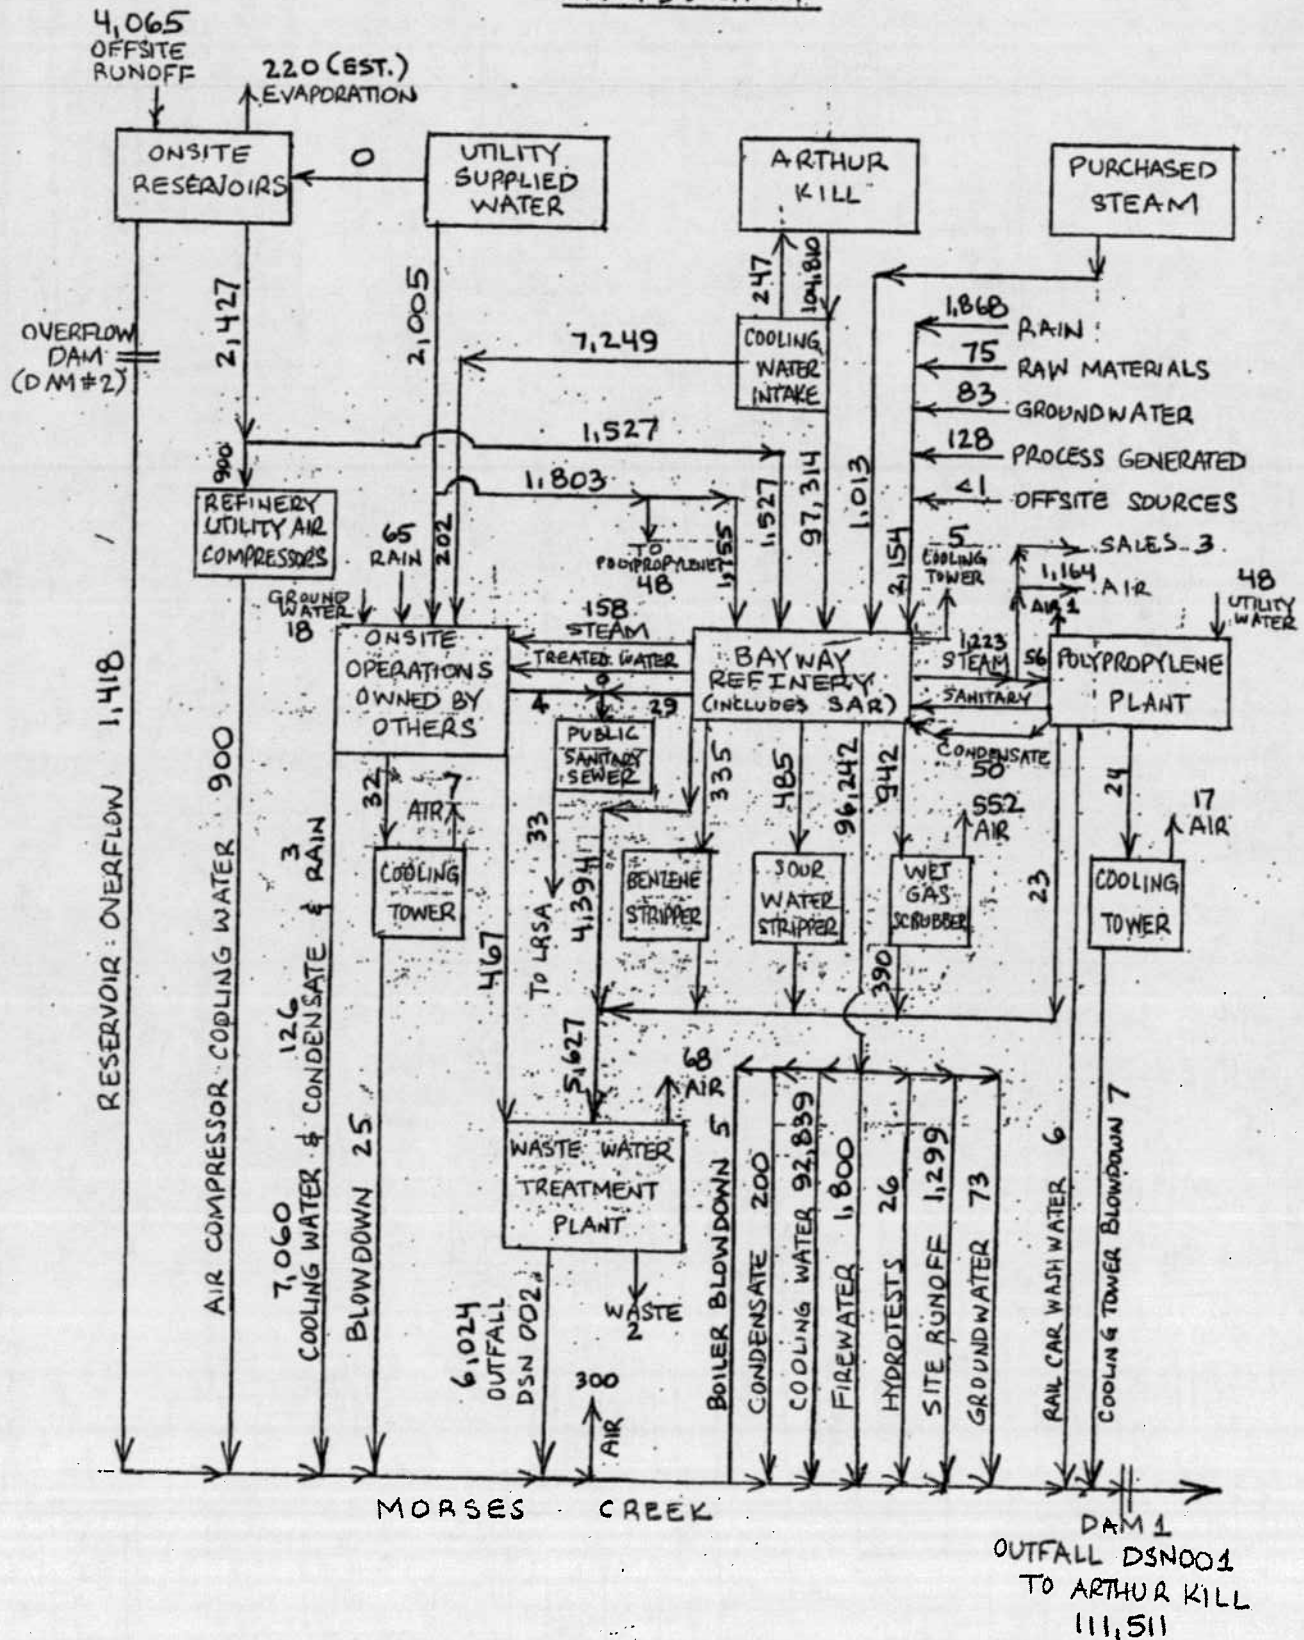 4,065
OFFSITE
RUNOFF
220 (EST.)
EVAPORATION
ONSITE
RESERVOIRS
0
UTILITY
SUPPLIED
WATER
ARTHUR
KILL
PURCHASED
STEAM
2,427
2,005
247
104,810
OVERFLOW
DAM
(DAM #2)
7,249
COOLING
WATER
INTAKE
1,868
RAIN
75
RAW MATERIALS
83
GROUNDWATER
128
PROCESS GENERATED
<1
OFFSITE SOURCES
1,527
900
REFINERY
UTILITY AIR
COMPRESSORS
1,803
202
65
RAIN
TO
POLYPROPYLENE
48
1,755
1,527
97,314
1,013
2,154
5
COOLING
TOWER
SALES 3
1,164
AIR
AIR 1
48
UTILITY
WATER
GROUND
WATER
18
ONSITE
OPERATIONS
OWNED BY
OTHERS
158
STEAM
TREATED WATER
0
4
29
BAYWAY
REFINERY
(INCLUDES SAR)
1,223
STEAM
56
SANITARY
CONDENSATE
50
POLYPROPYLENE
PLANT
PUBLIC
SANITARY
SEWER
32
7
AIR
COOLING
TOWER
33
TO LRSA
4,394
335
485
96,242
942
552
AIR
BENZENE
STRIPPER
SOUR
WATER
STRIPPER
WET
GAS
SCRUBBER
390
23
24
17
AIR
COOLING
TOWER
467
5,627
68
AIR
WASTE WATER
TREATMENT
PLANT
WASTE
2
RESERVOIR OVERFLOW 1,418
AIR COMPRESSOR COOLING WATER 900
7,060 126 3
COOLING WATER & CONDENSATE & RAIN
BLOWDOWN 25
6,024
OUTFALL
DSN 002
300
AIR
BOILER BLOWDOWN 5
CONDENSATE 200
COOLING WATER 92,839
FIREWATER 1,800
HYDROTESTS 26
SITE RUNOFF 1,299
GROUNDWATER 73
RAIL CAR WASH WATER 6
COOLING TOWER BLOWDOWN 7
MORSES CREEK
DAM 1
OUTFALL DSN001
TO ARTHUR KILL
111,511